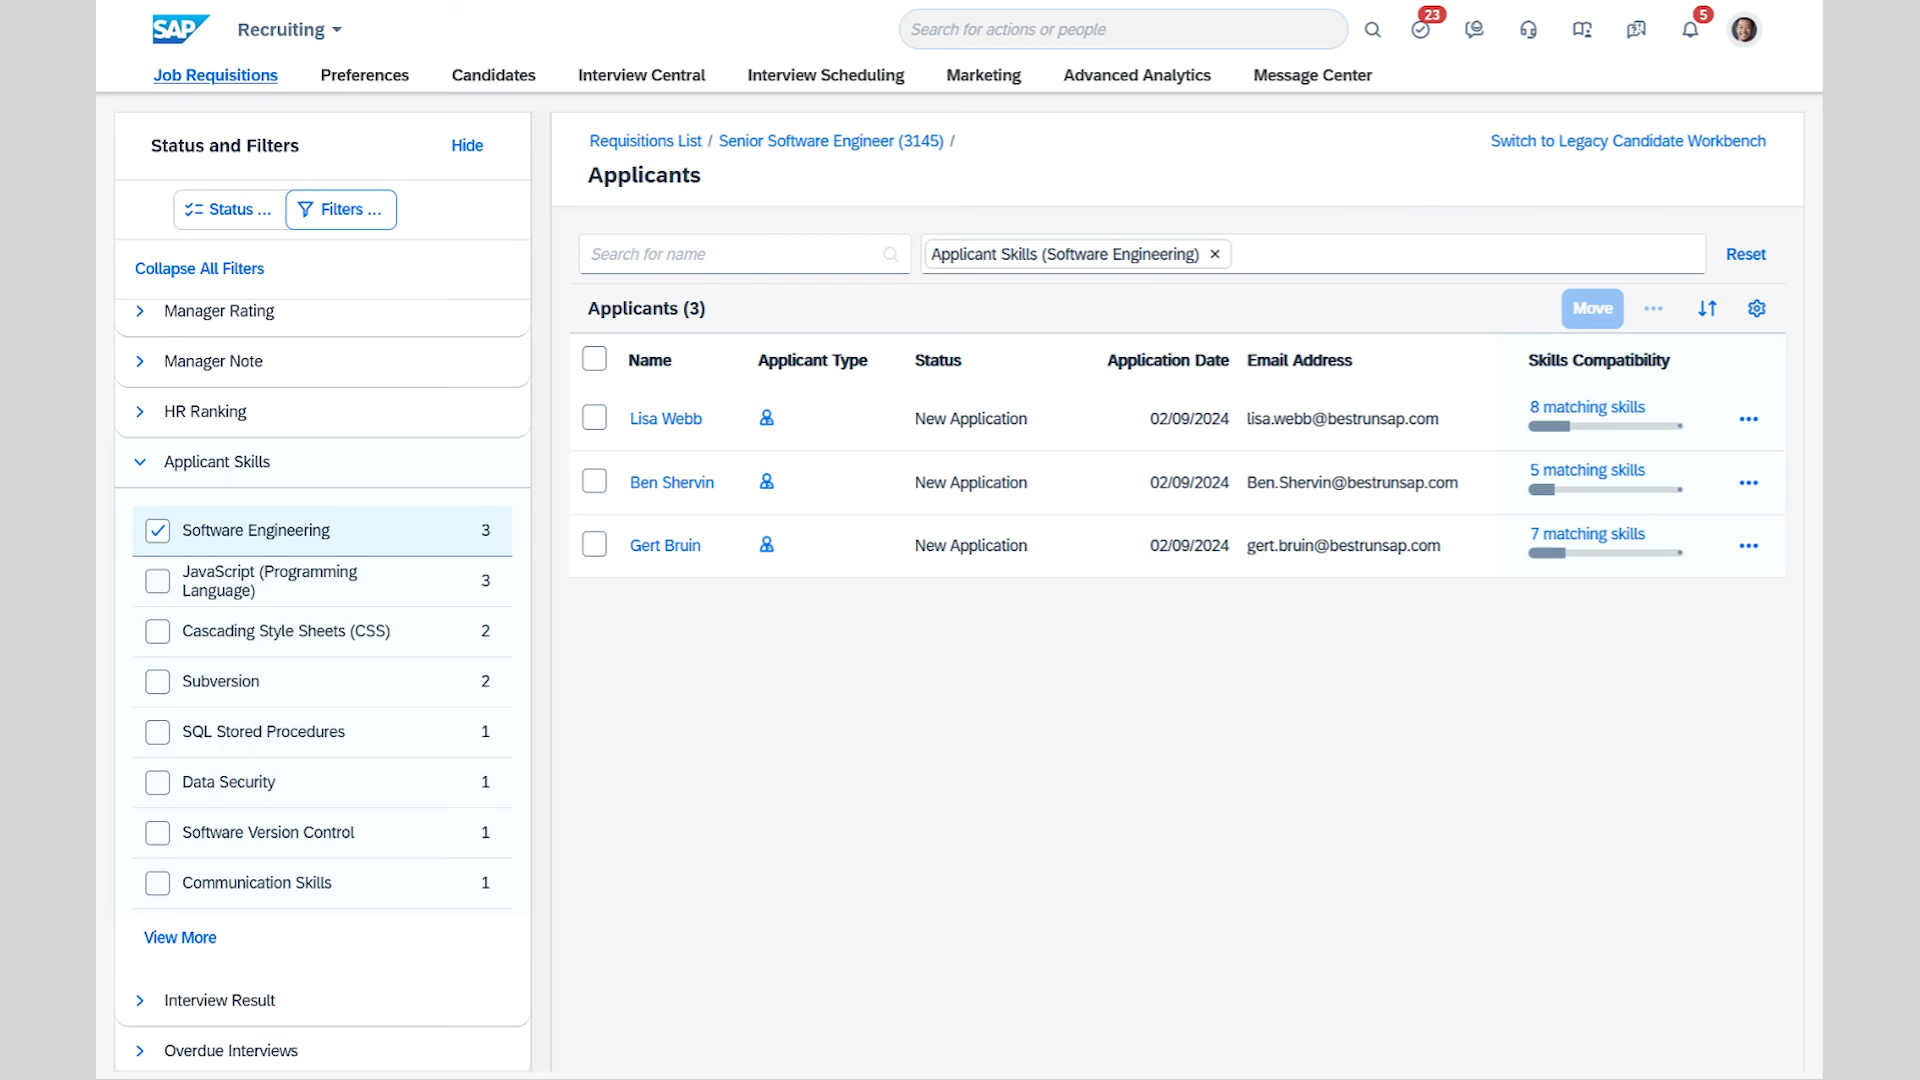 SAP
Recruiting
Search for actions or people
23
5
Job Requisitions
Preferences
Candidates
Interview Central
Interview Scheduling
Marketing
Advanced Analytics
Message Center
Status and Filters
Hide
Status ...
Filters ...
Collapse All Filters
Manager Rating
Manager Note
HR Ranking
Applicant Skills
Software Engineering 3
JavaScript (Programming
Language) 3
Cascading Style Sheets (CSS) 2
Subversion 2
SQL Stored Procedures 1
Data Security 1
Software Version Control 1
Communication Skills 1
View More
Interview Result
Overdue Interviews
Requisitions List / Senior Software Engineer (3145) /
Switch to Legacy Candidate Workbench
Applicants
Search for name
Applicant Skills (Software Engineering) ×
Reset
Applicants (3)
Move
Name Applicant Type Status Application Date Email Address Skills Compatibility
Lisa Webb New Application 02/09/2024 lisa.webb@bestrunsap.com 8 matching skills
Ben Shervin New Application 02/09/2024 Ben.Shervin@bestrunsap.com 5 matching skills
Gert Bruin New Application 02/09/2024 gert.bruin@bestrunsap.com 7 matching skills